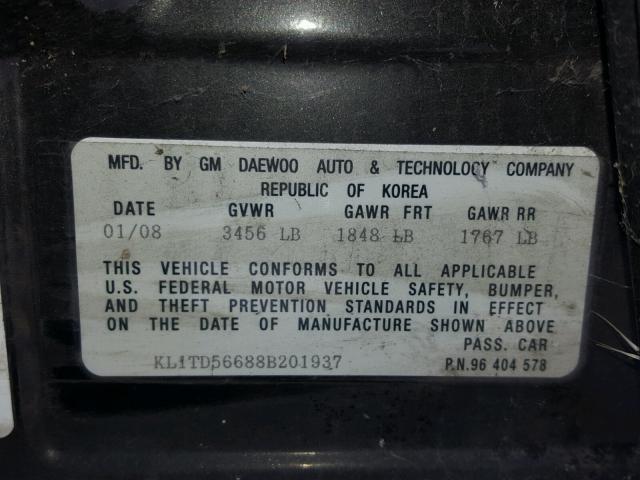 MFD. BY GM DAEWOO AUTO & TECHNOLOGY COMPANY
REPUBLIC OF KOREA
DATE GVWR GAWR FRT GAWR RR
01/08 3456 LB 1848 LB 1767 LB
THIS VEHICLE CONFORMS TO ALL APPLICABLE
U.S. FEDERAL MOTOR VEHICLE SAFETY, BUMPER,
AND THEFT PREVENTION STANDARDS IN EFFECT
ON THE DATE OF MANUFACTURE SHOWN ABOVE
PASS. CAR
KL1TD56688B201937 P.N.96 404 578